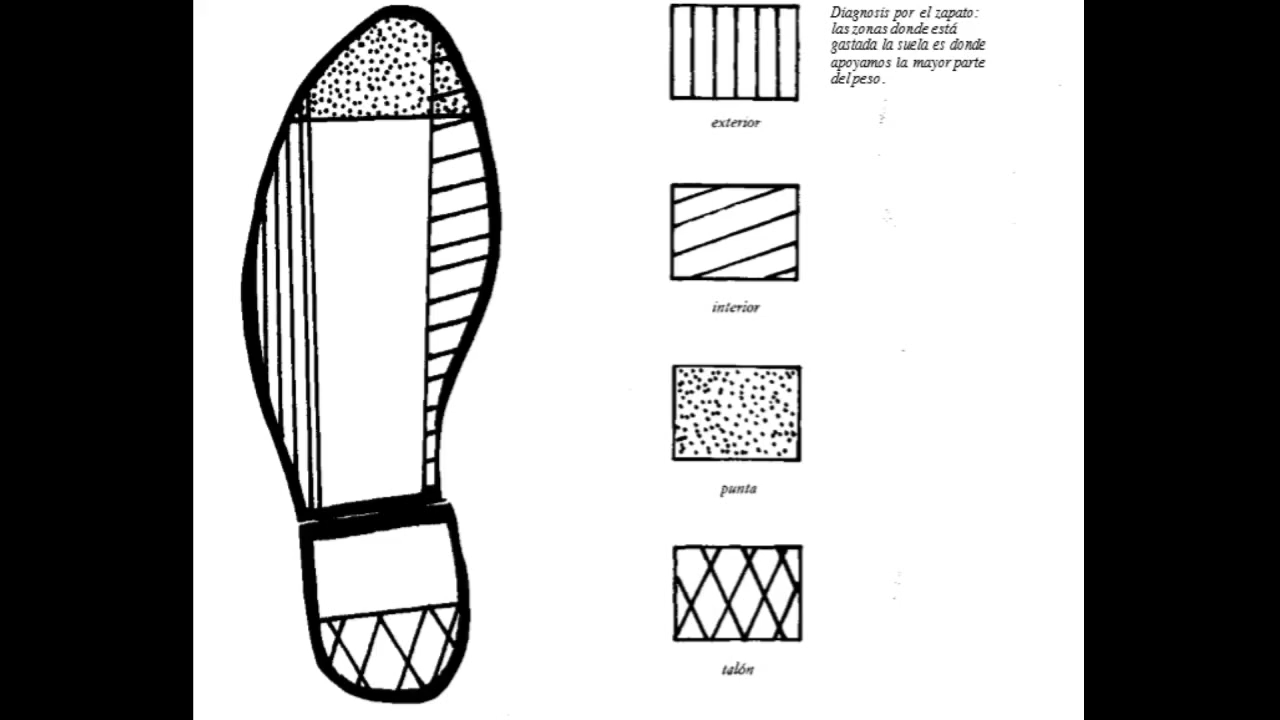 Diagnosis por el zapato:
las zonas donde está
gastada la suela es donde
apoyamos la mayor parte
del peso.
exterior
interior
punta
talón